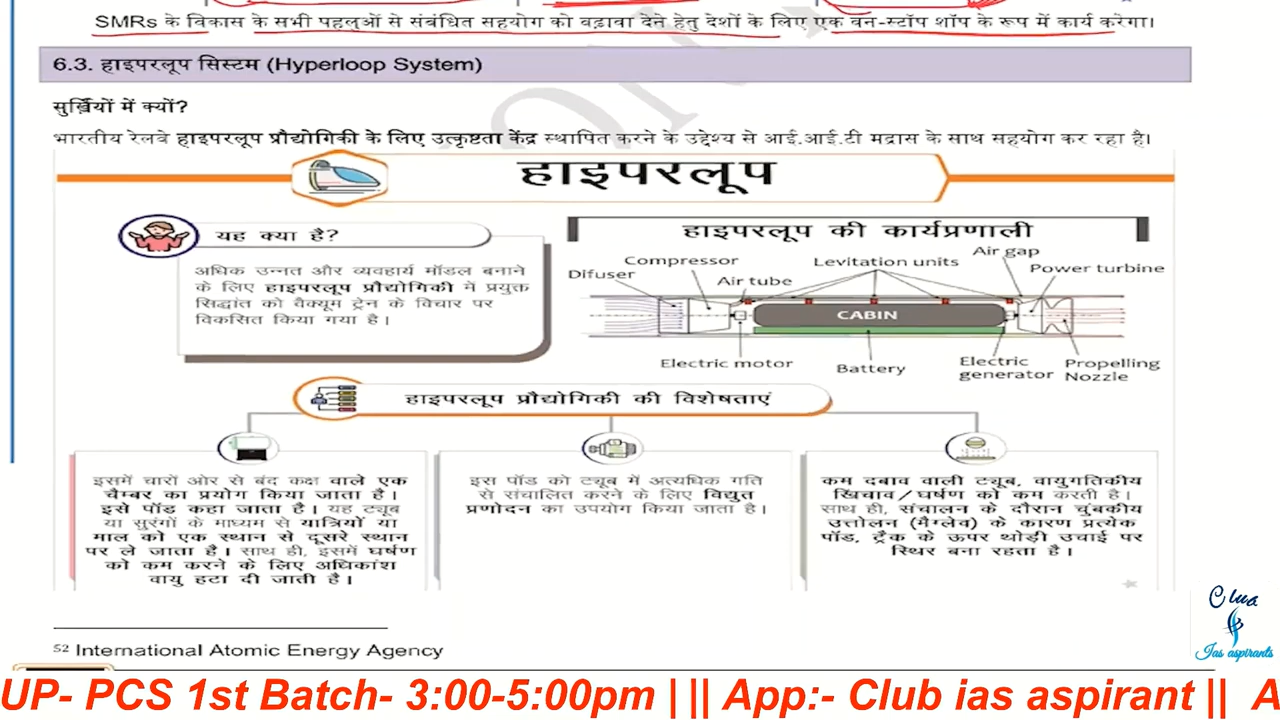 SMRs के विकास के सभी पहलुओं से संबंधित सहयोग को बढ़ावा देने हेतु देशों के लिए एक वन-स्टॉप शॉप के रूप में कार्य करेगा।
6.3. हाइपरलूप सिस्टम (Hyperloop System)
सुर्ख़ियों में क्यों?
भारतीय रेलवे हाइपरलूप प्रौद्योगिकी के लिए उत्कृष्टता केंद्र स्थापित करने के उद्देश्य से आई.आई.टी मद्रास के साथ सहयोग कर रहा है।
हाइपरलूप
यह क्या है?
अधिक उन्नत और व्यवहार्य मॉडल बनाने
के लिए हाइपरलूप प्रौद्योगिकी में प्रयुक्त
सिद्धांत को वैक्यूम ट्रेन के विचार पर
विकसित किया गया है।
हाइपरलूप की कार्यप्रणाली
Difuser
Compressor
Air tube
Levitation units
Air gap
Power turbine
CABIN
Electric motor
Battery
Electric
generator
Propelling
Nozzle
हाइपरलूप प्रौद्योगिकी की विशेषताएं
इसमें चारों ओर से बंद कक्ष वाले एक
चैम्बर का प्रयोग किया जाता है।
इसे पॉड कहा जाता है। यह ट्यूब
या सुरंगों के माध्यम से यात्रियों या
माल को एक स्थान से दूसरे स्थान
पर ले जाता है। साथ ही, इसमें घर्षण
को कम करने के लिए अधिकांश
वायु हटा दी जाती है।
इस पॉड को ट्यूब में अत्यधिक गति
से संचालित करने के लिए विद्युत
प्रणोदन का उपयोग किया जाता है।
कम दबाव वाली ट्यूब, वायुगतिकीय
खिंचाव/घर्षण को कम करती है।
साथ ही, संचालन के दौरान चुंबकीय
उत्तोलन (मैग्लेव) के कारण प्रत्येक
पॉड, ट्रैक के ऊपर थोड़ी उचाई पर
स्थिर बना रहता है।
52 International Atomic Energy Agency
Club
Ias aspirants
UP- PCS 1st Batch- 3:00-5:00pm | || App:- Club ias aspirant || A